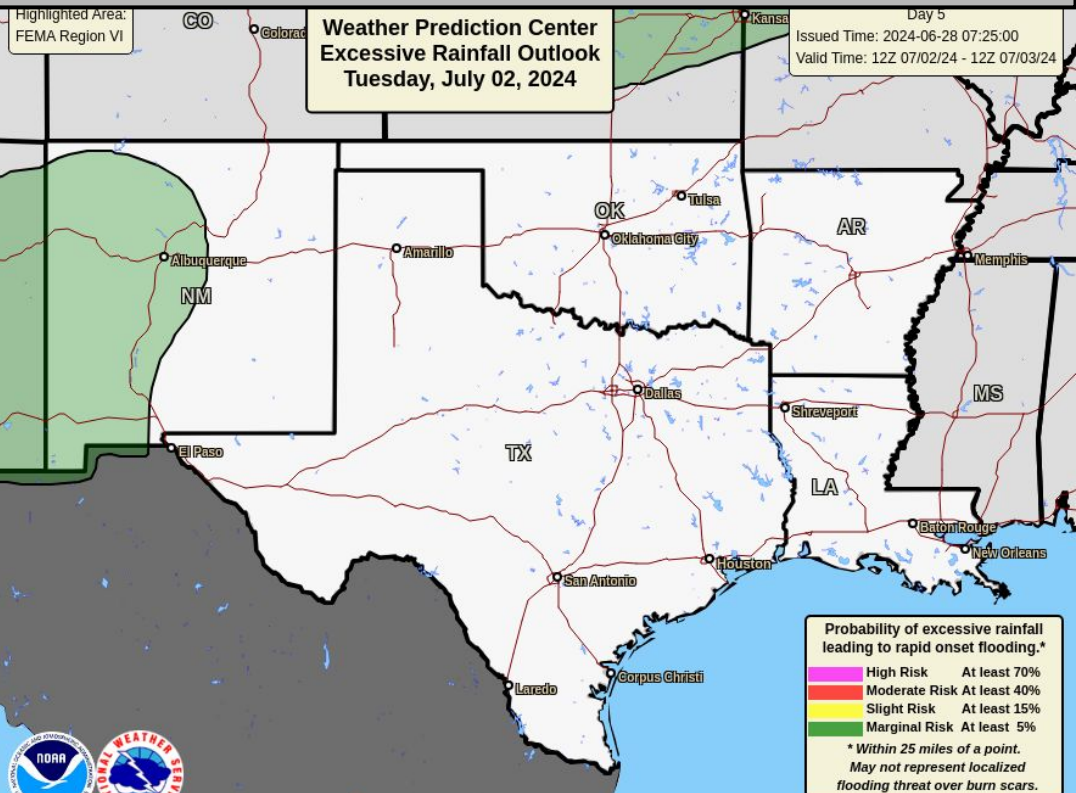 Highlighted Area:
FEMA Region VI
Weather Prediction Center
Excessive Rainfall Outlook
Tuesday, July 02, 2024
Day 5
Issued Time: 2024-06-28 07:25:00
Valid Time: 12Z 07/02/24 - 12Z 07/03/24
CO
Colorad
Kansa
Tulsa
OK
Oklahoma City
AR
Amarillo
Albuquerque
Memphis
NM
Dallas
MS
Shreveport
El Paso
TX
LA
Baton Rouge
New Orleans
Houston
San Antonio
Corpus Christi
Laredo
Probability of excessive rainfall
leading to rapid onset flooding.*
High Risk At least 70%
Moderate Risk At least 40%
Slight Risk At least 15%
Marginal Risk At least 5%
* Within 25 miles of a point.
May not represent localized
flooding threat over burn scars.
NOAA
WEATHER